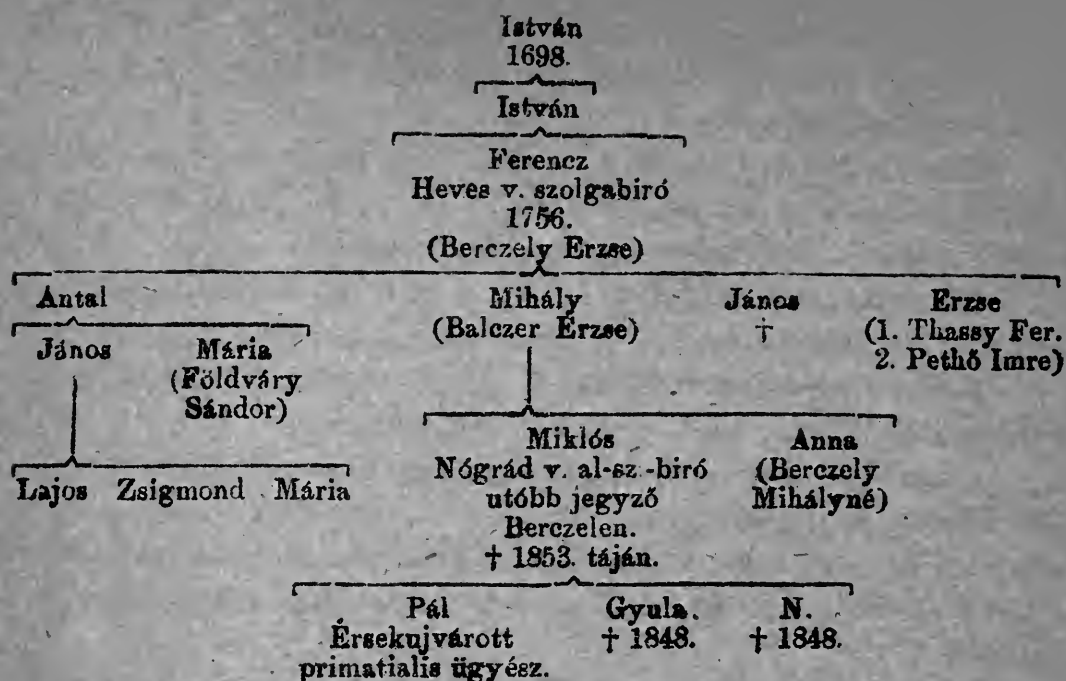 István
1698.
István
Ferencz
Heves v. szolgabiró
1756.
(Berczely Erzse)
Antal Mihály János Erzse
(Balczer Erzse) † (1. Thassy Fer.
2. Pethő Imre)
János Mária
(Földváry
Sándor)
Miklós Anna
Nógrád v. al-sz.-biró (Berczely
utóbb jegyző Mihályné)
Berczelen.
† 1853. táján.
Lajos Zsigmond Mária
Pál Gyula. N.
Érsekujvárott † 1848. † 1848.
primatialis ügyész.